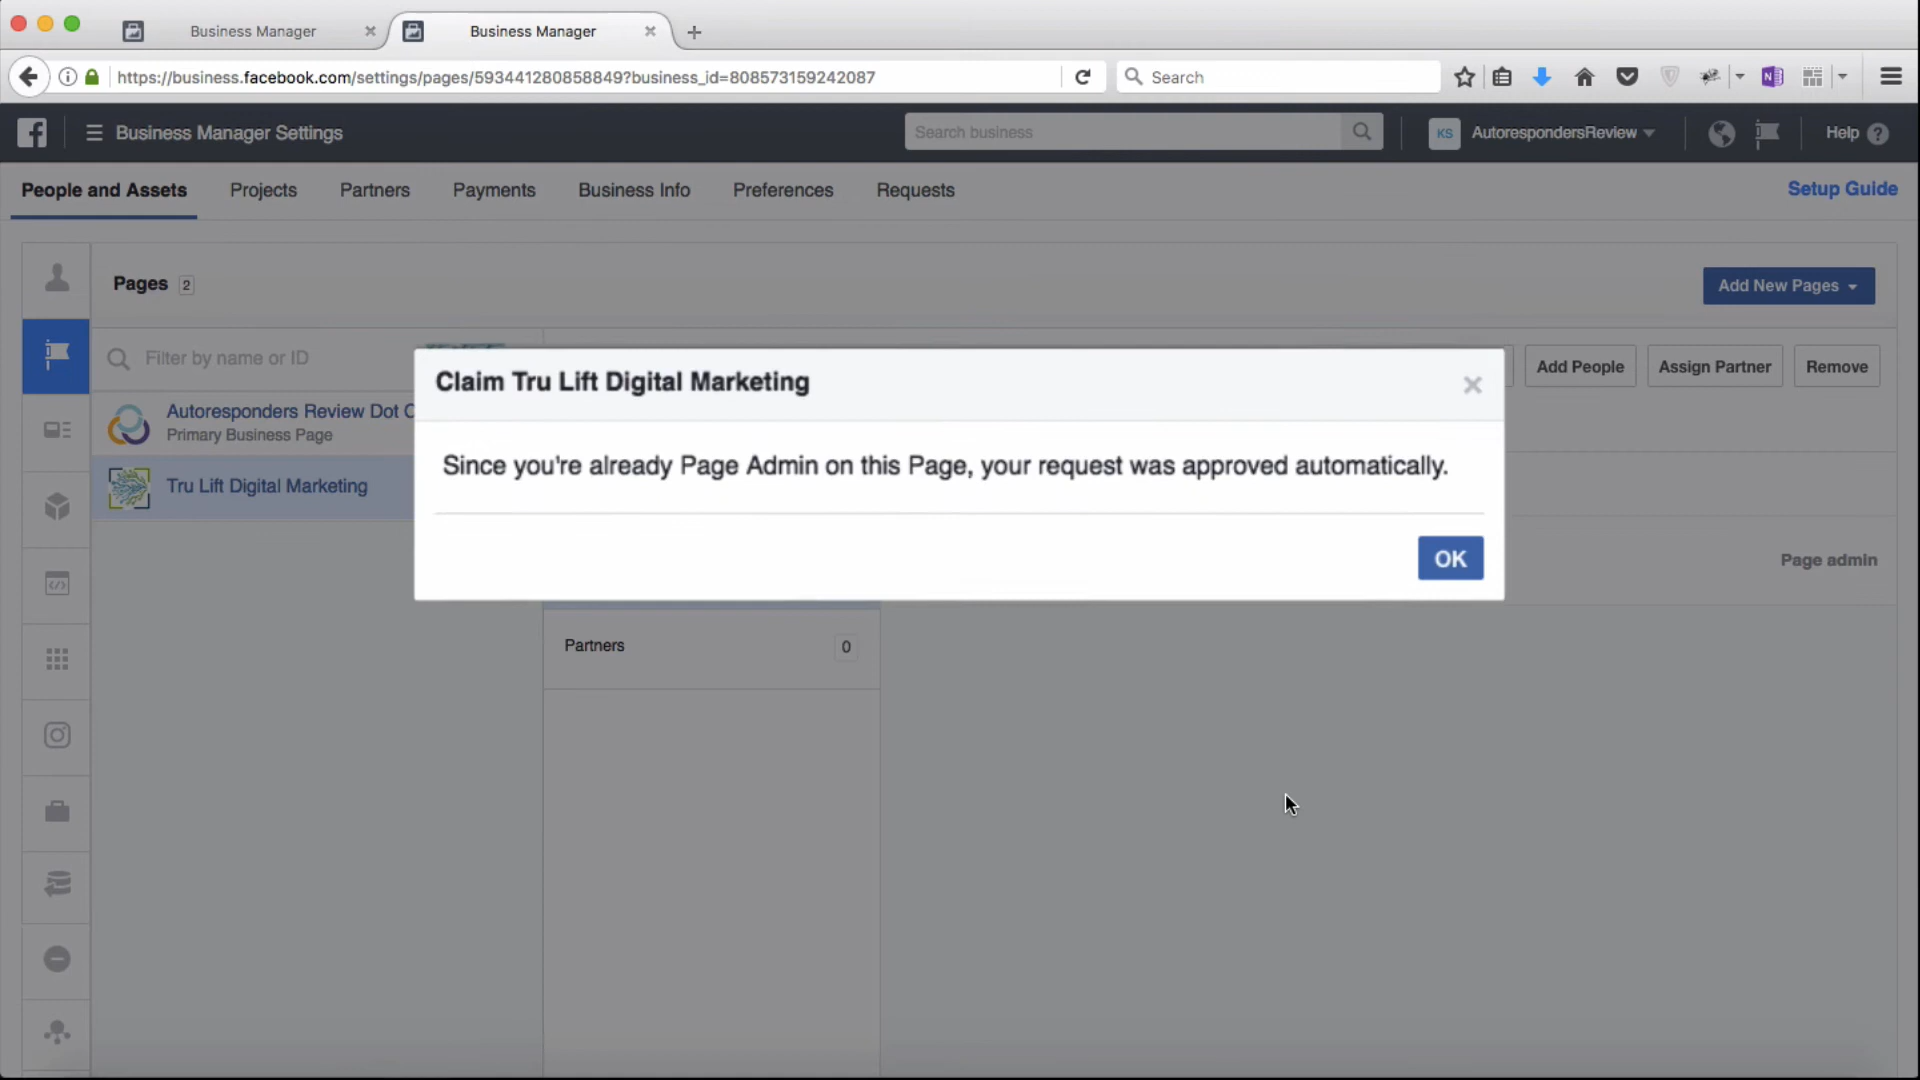 Business Manager
Business Manager
https://business.facebook.com/settings/pages/593441280858849?business_id=808573159242087
Search
Business Manager Settings
Search business
KS
AutorespondersReview
Help ?
People and Assets
Projects
Partners
Payments
Business Info
Preferences
Requests
Setup Guide
Pages 2
Add New Pages
Filter by name or ID
Add People
Assign Partner
Remove
Autoresponders Review Dot C
Primary Business Page
Tru Lift Digital Marketing
Claim Tru Lift Digital Marketing
Since you're already Page Admin on this Page, your request was approved automatically.
OK
Page admin
Partners
0